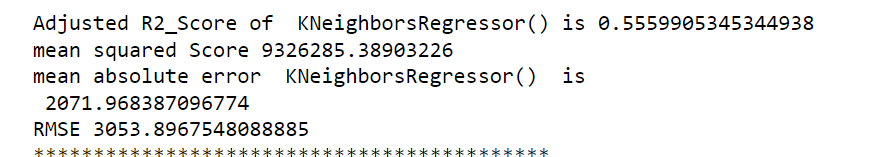 Adjusted R2_Score of  KNeighborsRegressor() is 0.5559905345344938
mean squared Score 9326285.38903226
mean absolute error  KNeighborsRegressor()  is
 2071.968387096774
RMSE 3053.8967548088885
*******************************************